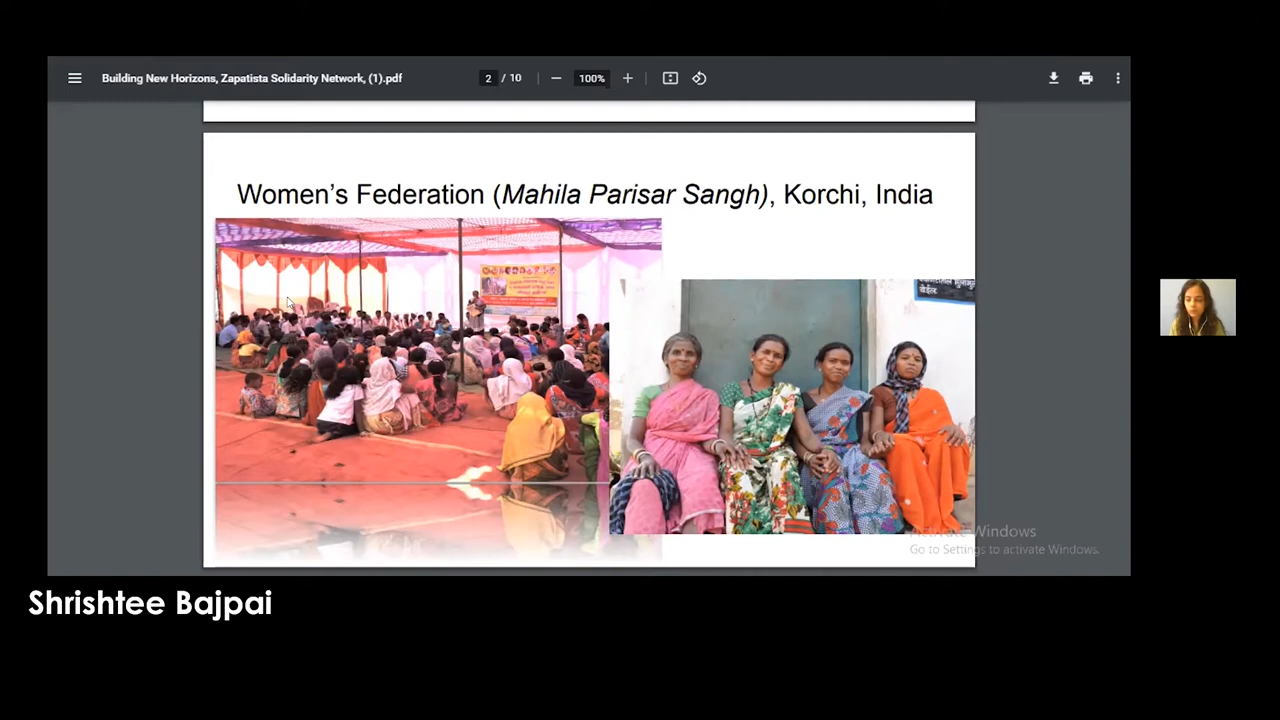 Building New Horizons, Zapatista Solidarity Network, (1).pdf
2 / 10
100%
Women’s Federation (Mahila Parisar Sangh), Korchi, India
Activate Windows
Go to Settings to activate Windows.
Shrishtee Bajpai